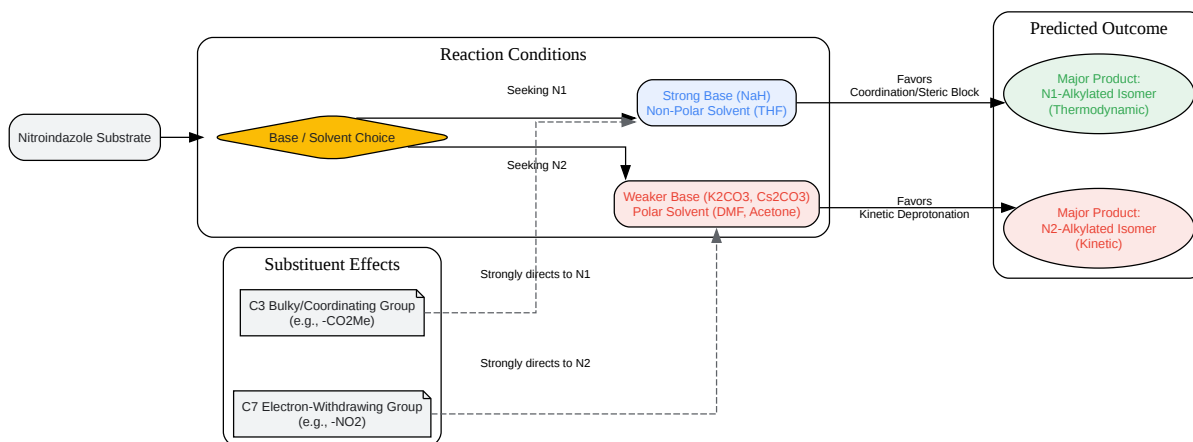 Predicted Outcome
Reaction Conditions
Nitroindazole Substrate
Base / Solvent Choice
Seeking N1
Seeking N2
Strong Base (NaH)
Non-Polar Solvent (THF)
Weaker Base (K2CO3, Cs2CO3)
Polar Solvent (DMF, Acetone)
Favors
Coordination/Steric Block
Favors
Kinetic Deprotonation
Major Product:
N1-Alkylated Isomer
(Thermodynamic)
Major Product:
N2-Alkylated Isomer
(Kinetic)
Substituent Effects
C3 Bulky/Coordinating Group
(e.g., -CO2Me)
Strongly directs to N1
C7 Electron-Withdrawing Group
(e.g., -NO2)
Strongly directs to N2